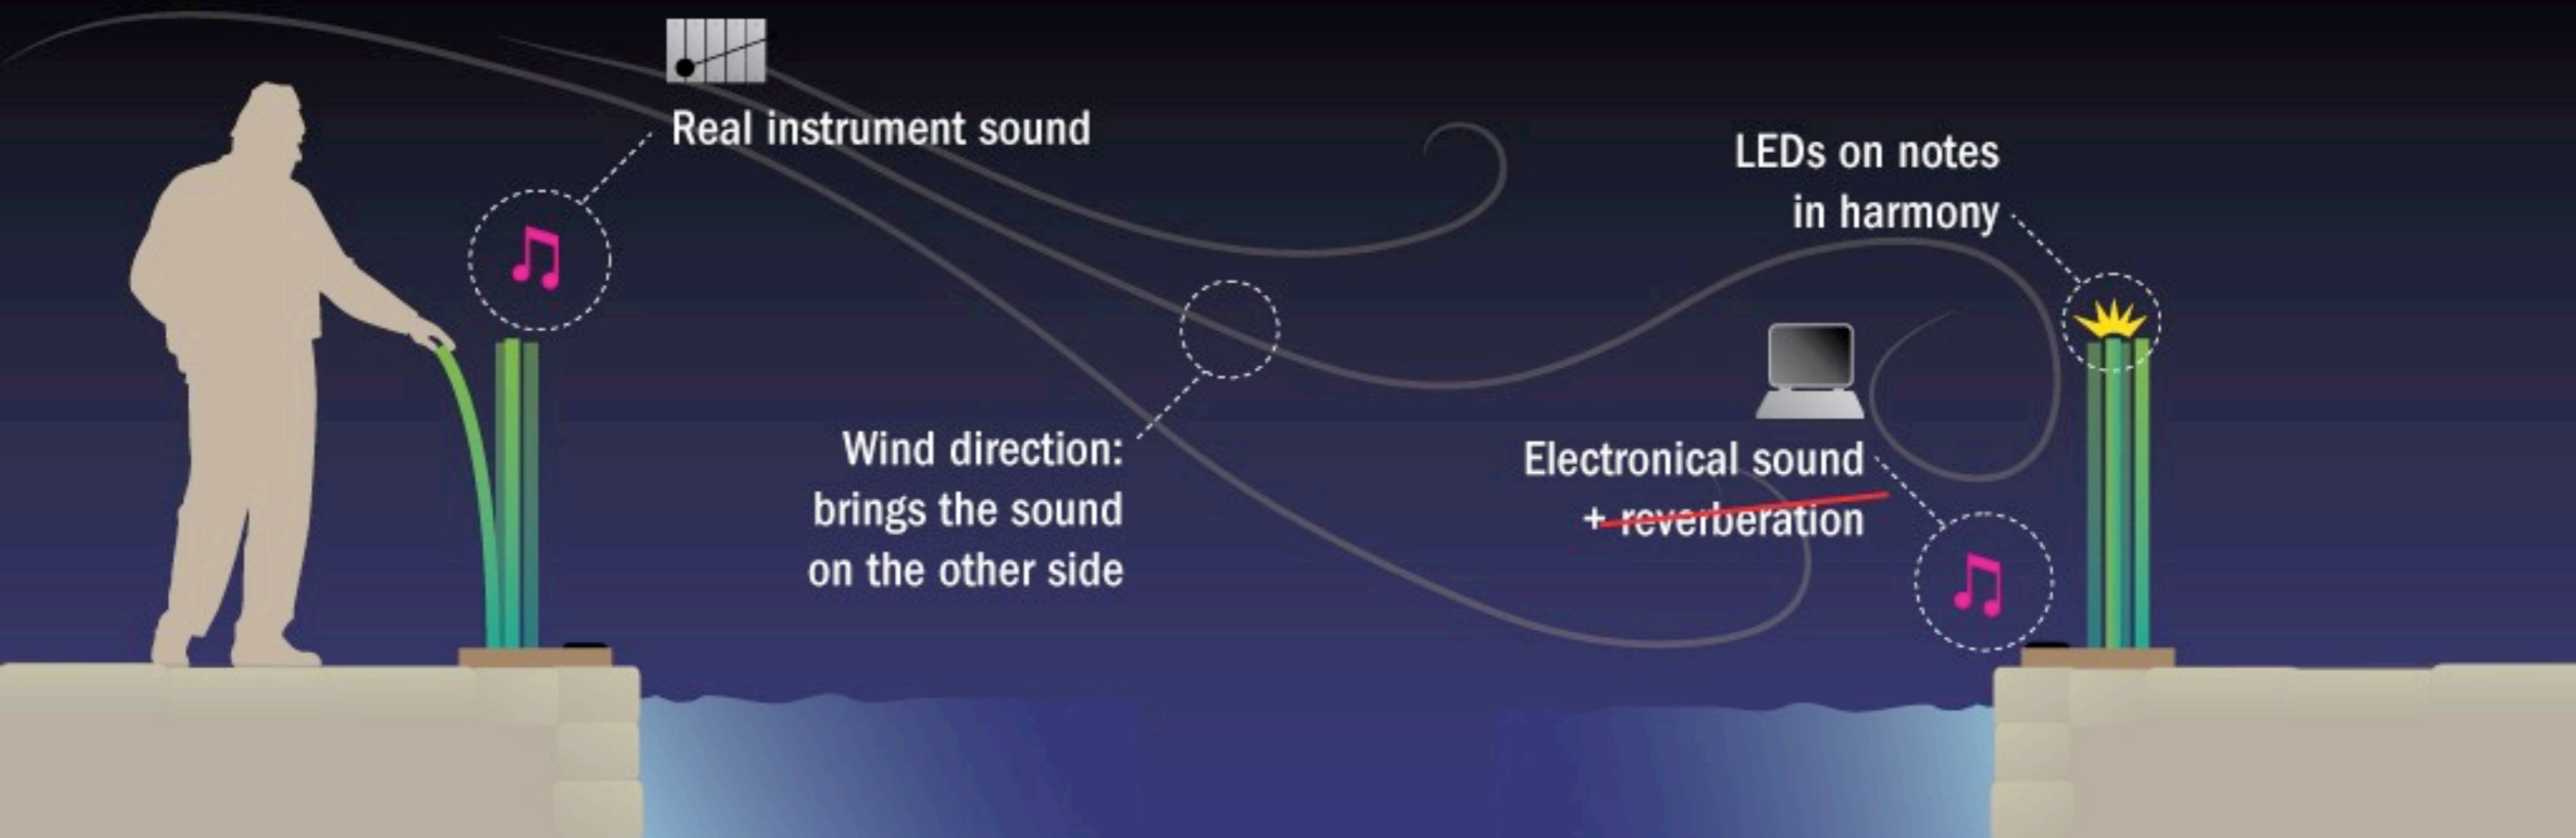 Real instrument sound
LEDs on notes
in harmony
Wind direction:
brings the sound
on the other side
Electronical sound
+ reverberation